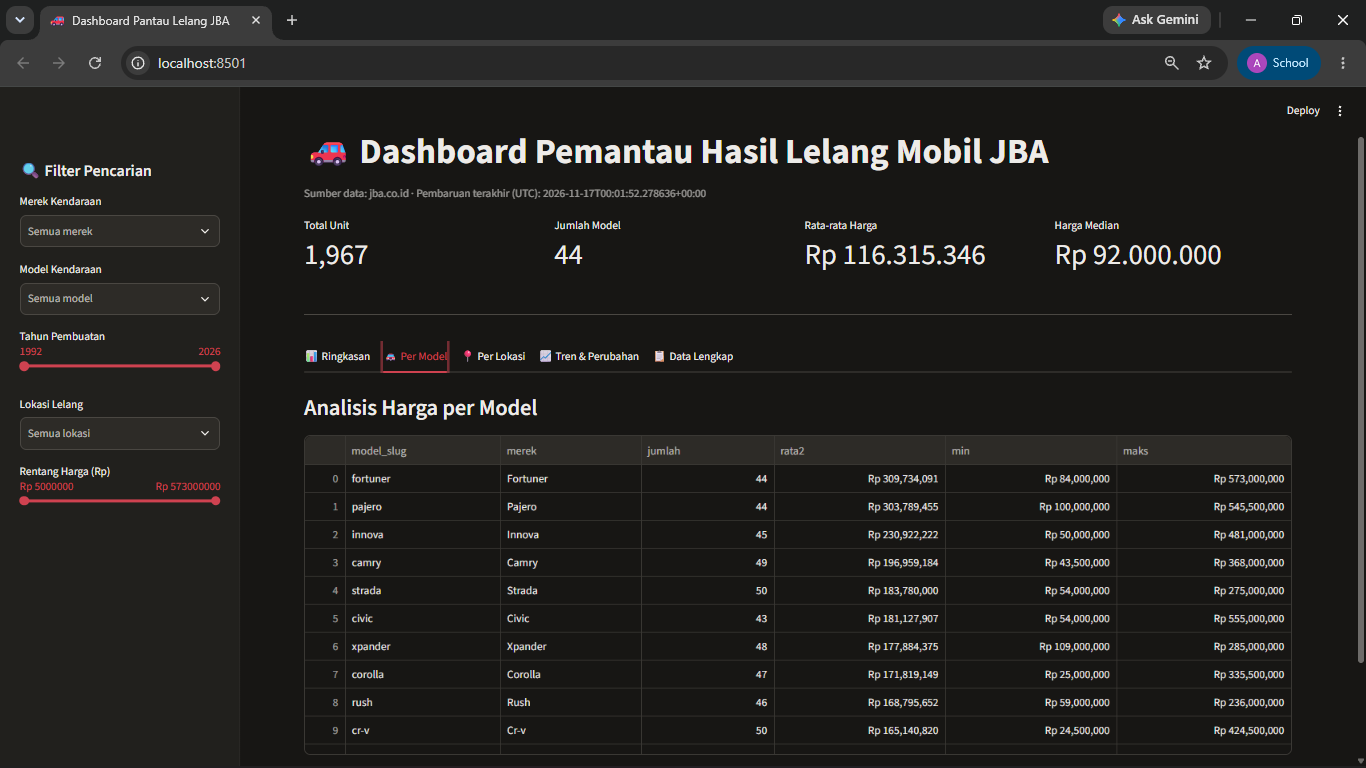 Dashboard Pantau Lelang JBA
Ask Gemini
localhost:8501
A School
Deploy
Filter Pencarian
Merek Kendaraan
Semua merek
Model Kendaraan
Semua model
Tahun Pembuatan
1992 2026
Lokasi Lelang
Semua lokasi
Rentang Harga (Rp)
Rp 5000000 Rp 573000000
Dashboard Pemantau Hasil Lelang Mobil JBA
Sumber data: jba.co.id · Pembaruan terakhir (UTC): 2026-11-17T00:01:52.278636+00:00
Total Unit Jumlah Model Rata-rata Harga Harga Median
1,967 44 Rp 116.315.346 Rp 92.000.000
Ringkasan Per Model Per Lokasi Tren & Perubahan Data Lengkap
Analisis Harga per Model
model_slug merek jumlah rata2 min maks
0 fortuner Fortuner 44 Rp 309,734,091 Rp 84,000,000 Rp 573,000,000
1 pajero Pajero 44 Rp 303,789,455 Rp 100,000,000 Rp 545,500,000
2 innova Innova 45 Rp 230,922,222 Rp 50,000,000 Rp 481,000,000
3 camry Camry 49 Rp 196,959,184 Rp 43,500,000 Rp 368,000,000
4 strada Strada 50 Rp 183,780,000 Rp 54,000,000 Rp 275,000,000
5 civic Civic 43 Rp 181,127,907 Rp 54,000,000 Rp 555,000,000
6 xpander Xpander 48 Rp 177,884,375 Rp 109,000,000 Rp 285,000,000
7 corolla Corolla 47 Rp 171,819,149 Rp 25,000,000 Rp 335,500,000
8 rush Rush 46 Rp 168,795,652 Rp 59,000,000 Rp 236,000,000
9 cr-v Cr-v 50 Rp 165,140,820 Rp 24,500,000 Rp 424,500,000